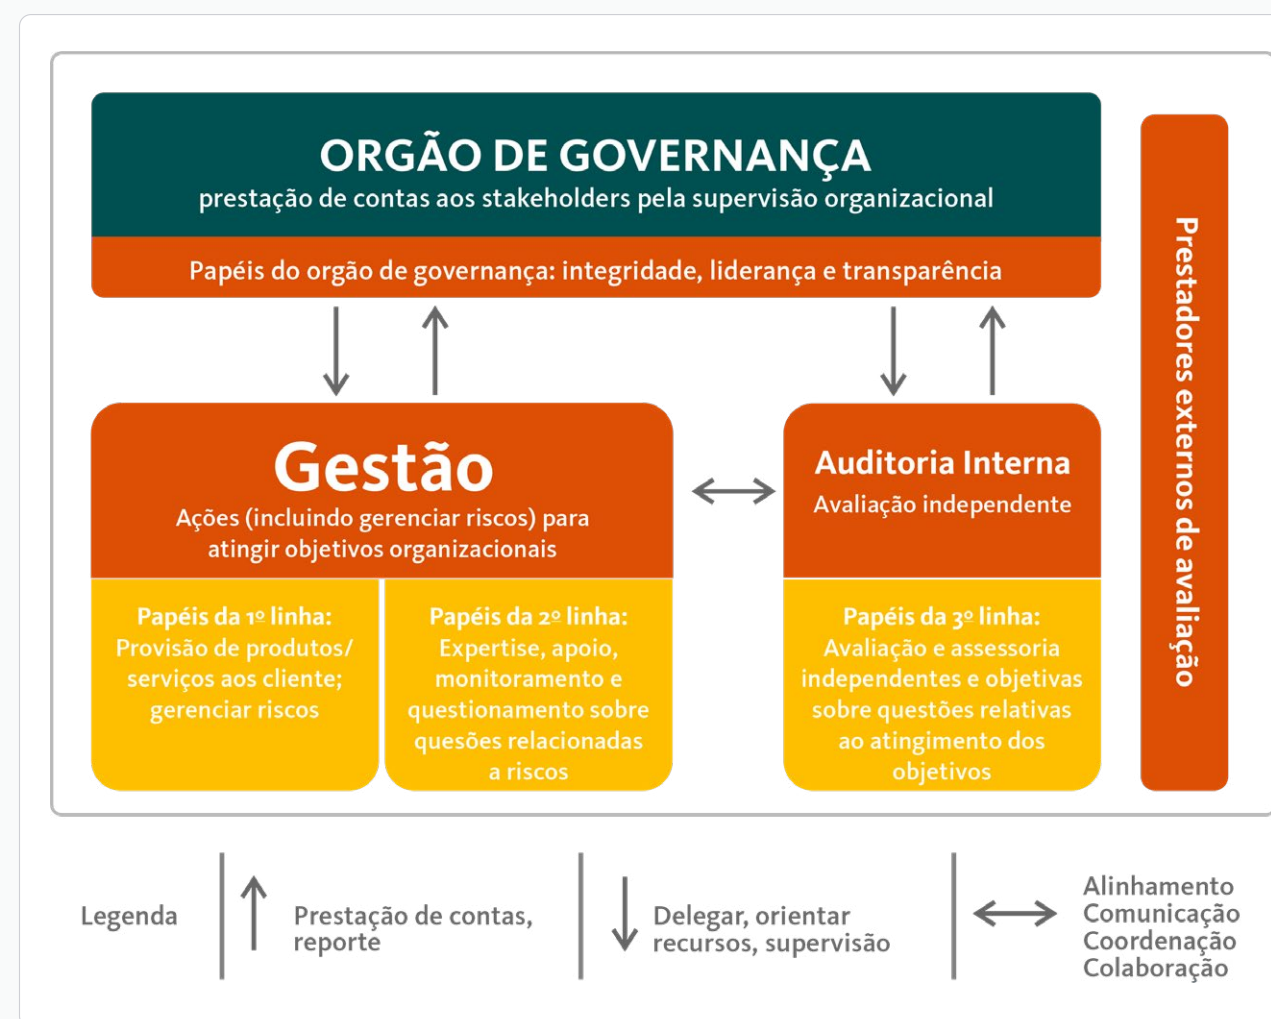 ORGÃO DE GOVERNANÇA
prestação de contas aos stakeholders pela supervisão organizacional
Papéis do orgão de governança: integridade, liderança e transparência
Gestão
Ações (incluindo gerenciar riscos) para
atingir objetivos organizacionais
Papéis da 1º linha:
Provisão de produtos/
serviços aos cliente;
gerenciar riscos
Papéis da 2º linha:
Expertise, apoio,
monitoramento e
questionamento sobre
quesões relacionadas
a riscos
Auditoria Interna
Avaliação independente
Papéis da 3º linha:
Avaliação e assessoria
independentes e objetivas
sobre questões relativas
ao atingimento dos
objetivos
Prestadores externos de avaliação
Legenda
Prestação de contas,
reporte
Delegar, orientar
recursos, supervisão
Alinhamento
Comunicação
Coordenação
Colaboração